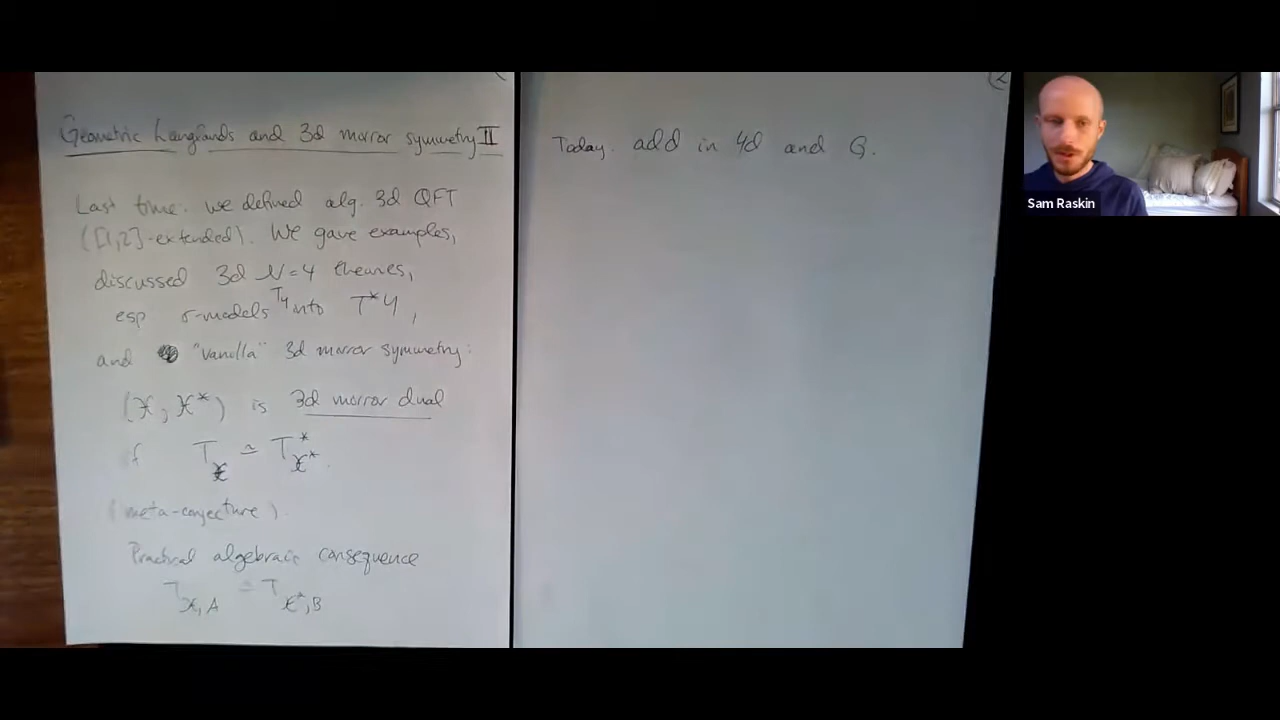 Geometric Langlands and 3d mirror symmetry II
Last time: we defined alg. 3d QFT
([1,2]-extended). We gave examples,
discussed 3d N=4 theories,
esp σ-models T_Y into T*Y,
and "vanilla" 3d mirror symmetry:
(X, X*) is 3d mirror dual
if T_X ≃ T*_X*.
(meta-conjecture).
Practical algebraic consequence
T_X,A ≃ T_X*,B
2
Today: add in 4d and G.
Sam Raskin